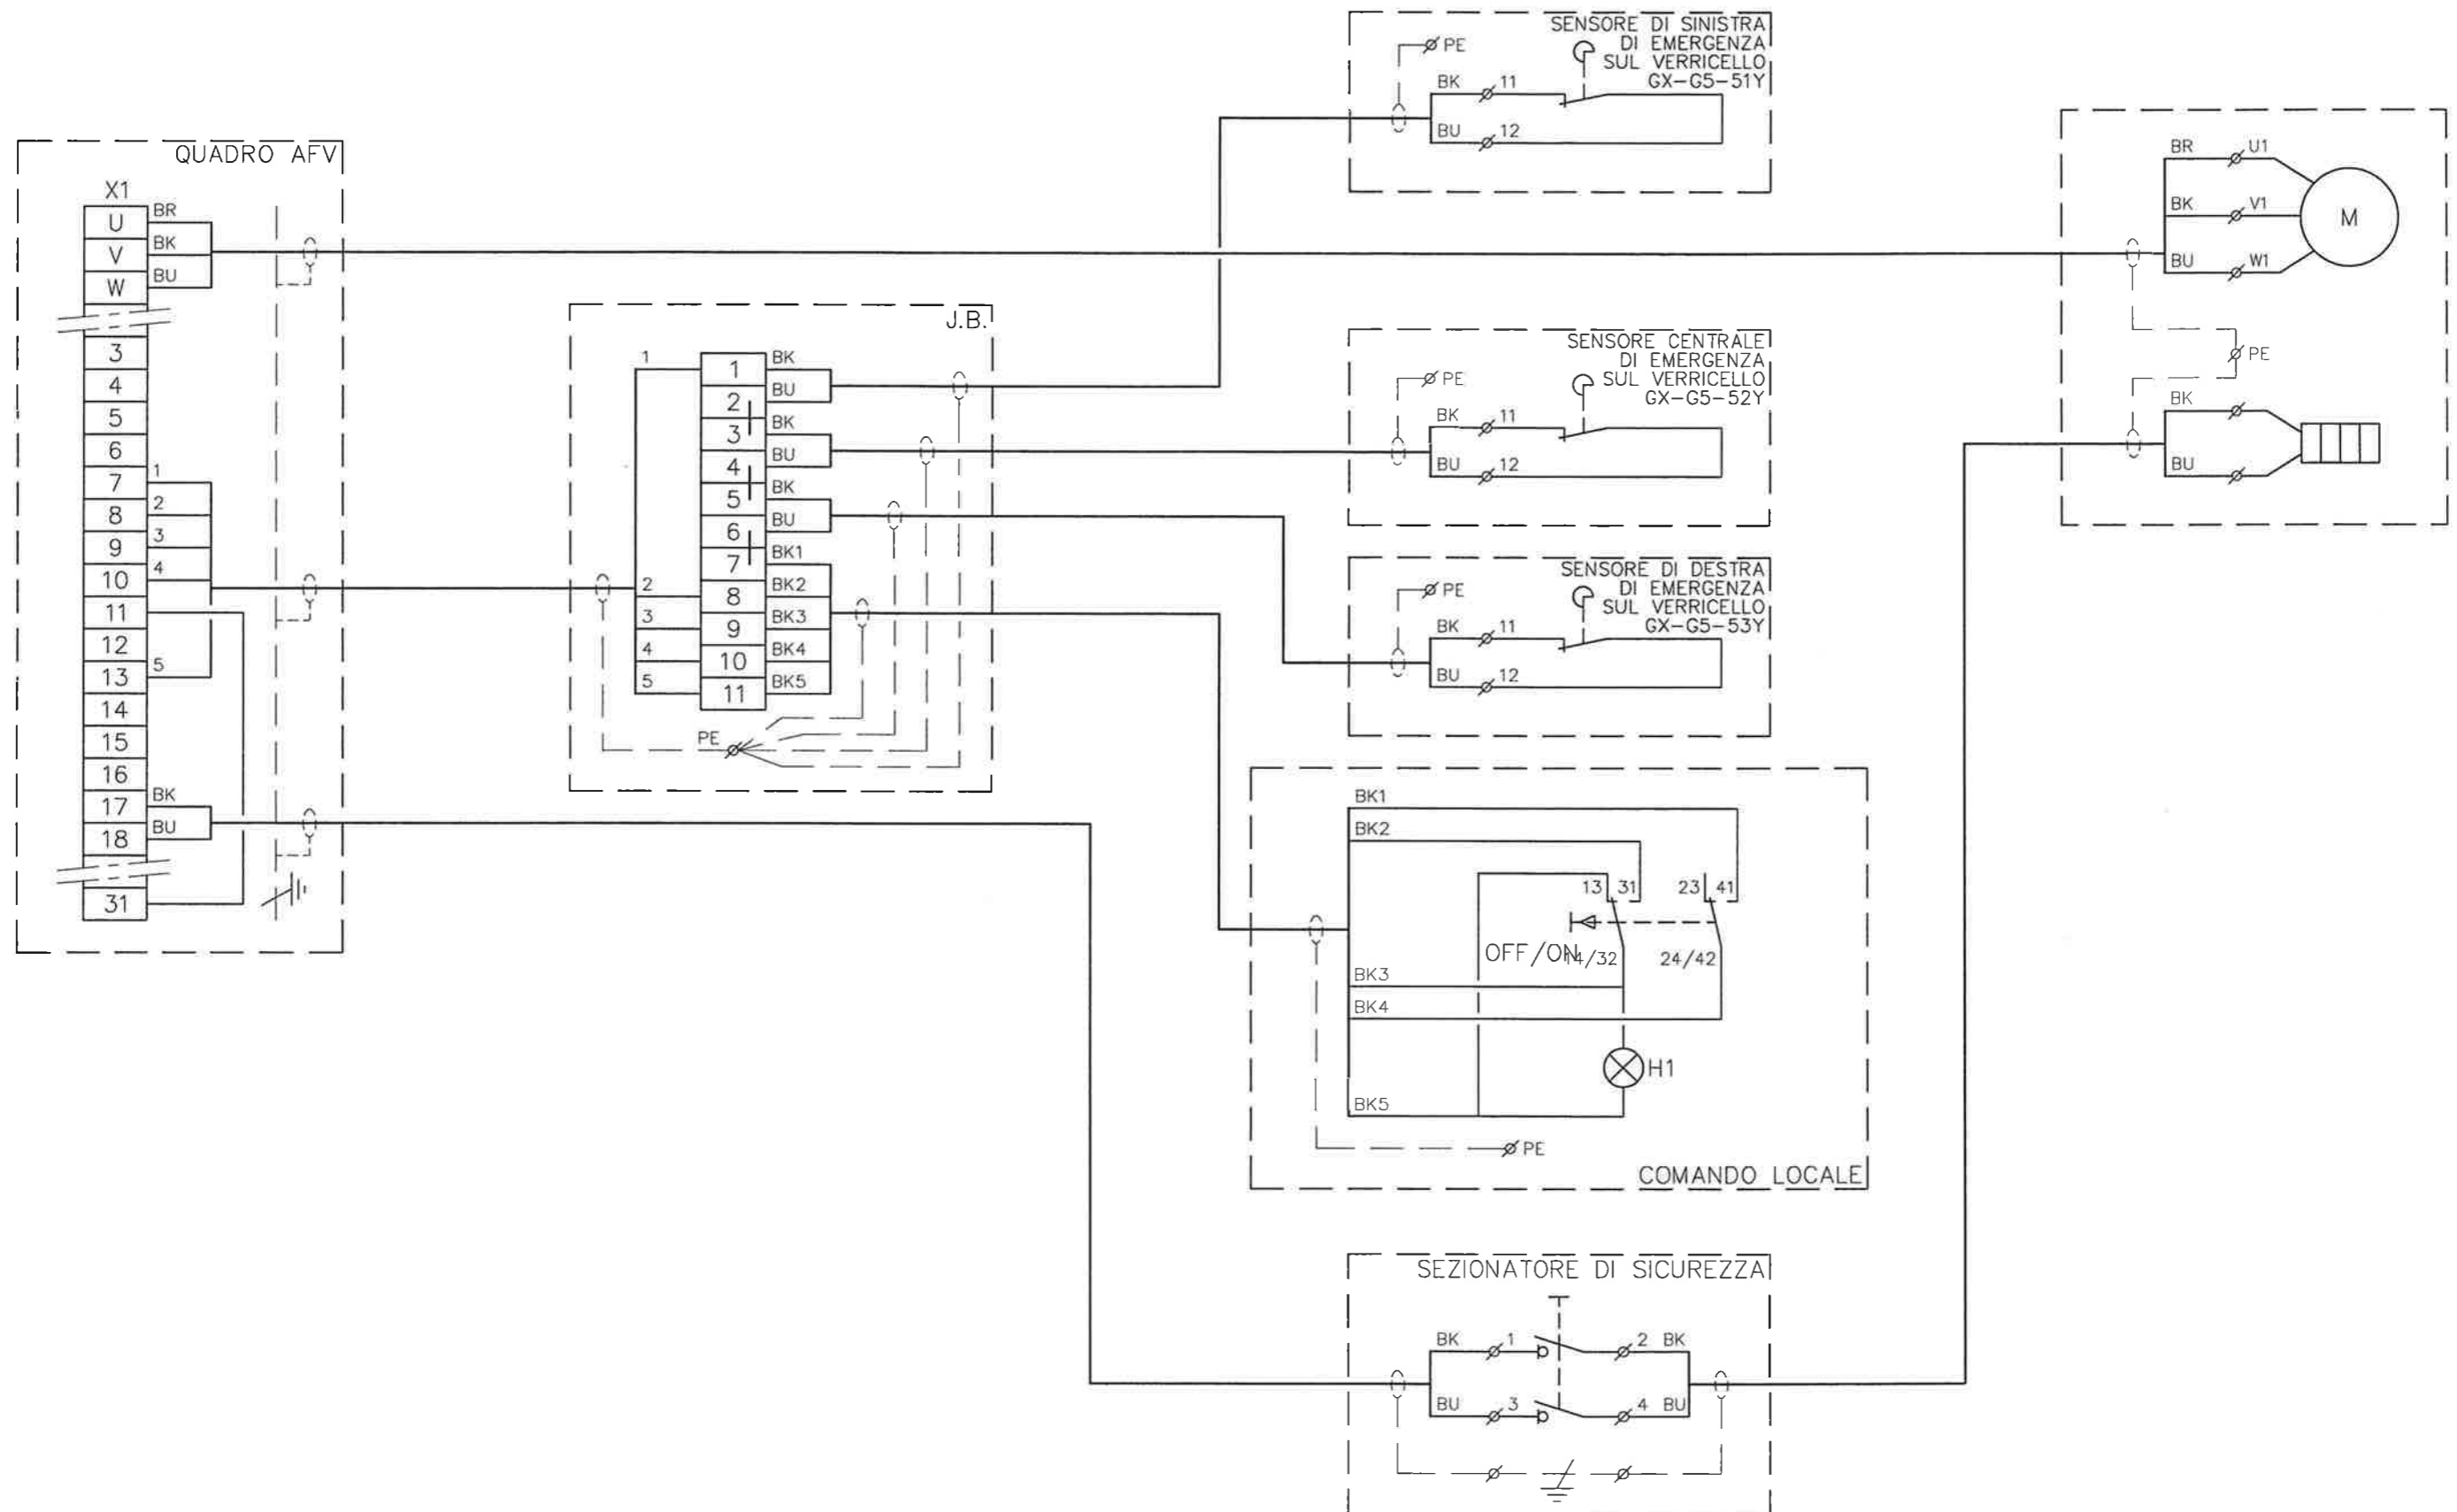 QUADRO AFV
X1
U BR
V BK
W BU
3
4
5
6
7 1
8 2
9 3
10 4
11
12
13 5
14
15
16
17 BK
18 BU
31
J.B.
1 1 BK
2 BU
3 BK
4 BU
5 BK
6 BU
7 BK1
2 8 BK2
3 9 BK3
4 10 BK4
5 11 BK5
PE
SENSORE DI SINISTRA
DI EMERGENZA
SUL VERRICELLO
GX-G5-51Y
PE
BK 11
BU 12
SENSORE CENTRALE
DI EMERGENZA
SUL VERRICELLO
GX-G5-52Y
PE
BK 11
BU 12
SENSORE DI DESTRA
DI EMERGENZA
SUL VERRICELLO
GX-G5-53Y
PE
BK 11
BU 12
BR U1
BK V1
BU W1
M
PE
BK
BU
BK1
BK2
13 31 23 41
OFF/ON 14/32 24/42
BK3
BK4
H1
BK5
PE
COMANDO LOCALE
SEZIONATORE DI SICUREZZA
BK 1 2 BK
BU 3 4 BU